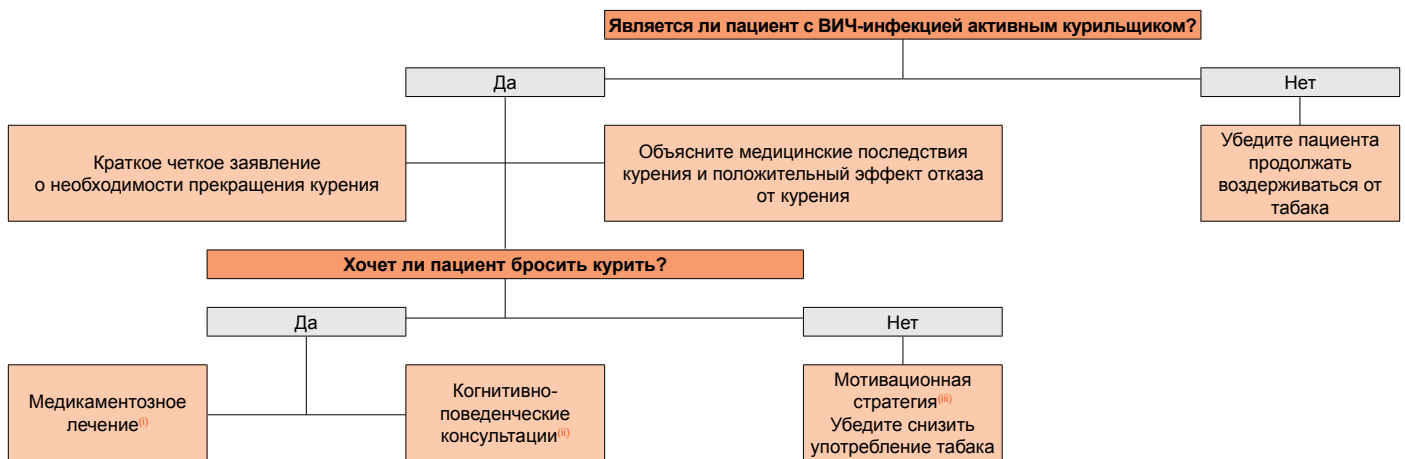 Является ли пациент с ВИЧ-инфекцией активным курильщиком?
Да
Нет
Краткое четкое заявление
о необходимости прекращения курения
Объясните медицинские последствия
курения и положительный эффект отказа
от курения
Убедите пациента
продолжать
воздерживаться от
табака
Хочет ли пациент бросить курить?
Да
Нет
Медикаментозное
лечение(i)
Когнитивно-
поведенческие
консультации(ii)
Мотивационная
стратегия(iii)
Убедите снизить
употребление табака